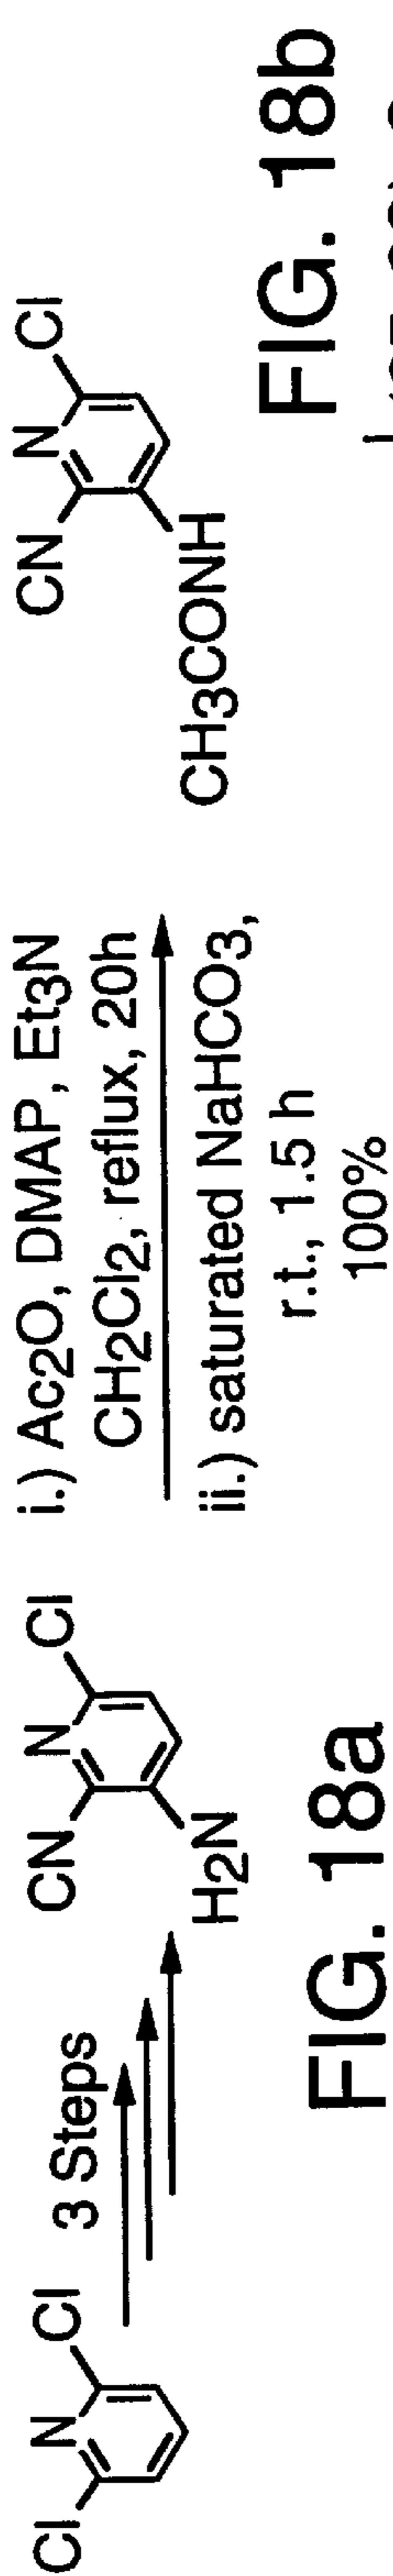 Cl N Cl
3 Steps
CN N Cl
H2N
FIG. 18a
i.) Ac2O, DMAP, Et3N
CH2Cl2, reflux, 20h
ii.) saturated NaHCO3,
r.t., 1.5 h
100%
CN N Cl
CH3CONH
FIG. 18b